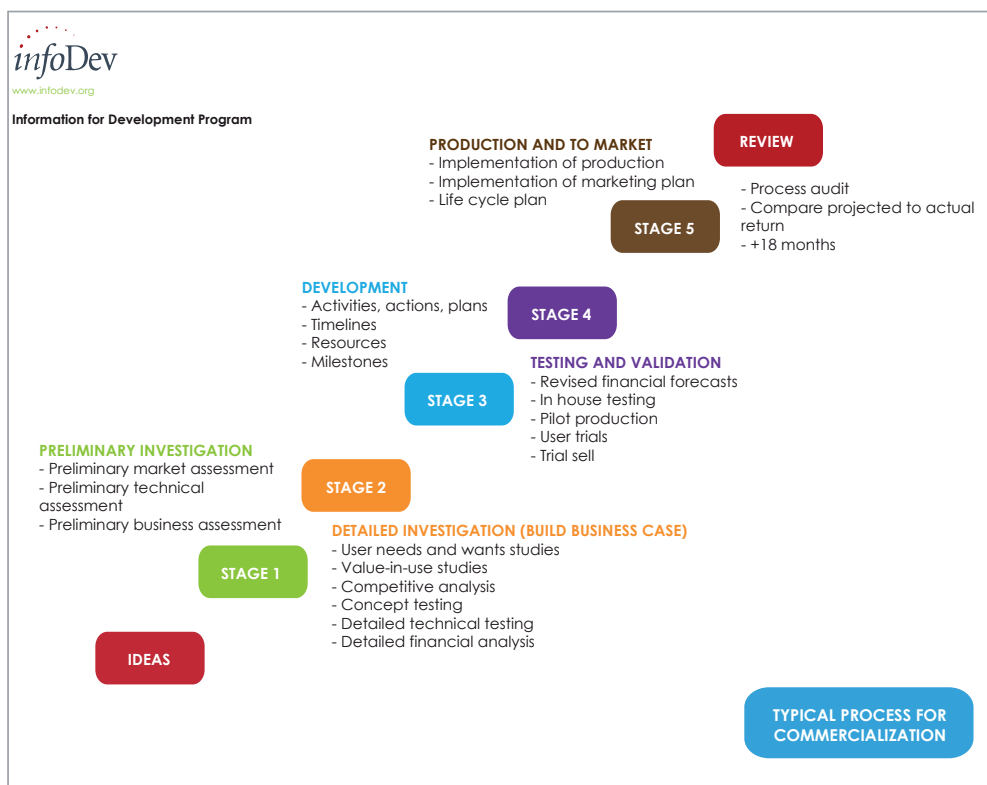 infoDev
www.infodev.org
Information for Development Program
REVIEW
- Process audit
- Compare projected to actual
return
- +18 months
PRODUCTION AND TO MARKET
- Implementation of production
- Implementation of marketing plan
- Life cycle plan
STAGE 5
DEVELOPMENT
- Activities, actions, plans
- Timelines
- Resources
- Milestones
STAGE 4
TESTING AND VALIDATION
- Revised financial forecasts
- In house testing
- Pilot production
- User trials
- Trial sell
STAGE 3
PRELIMINARY INVESTIGATION
- Preliminary market assessment
- Preliminary technical
assessment
- Preliminary business assessment
STAGE 2
DETAILED INVESTIGATION (BUILD BUSINESS CASE)
- User needs and wants studies
- Value-in-use studies
- Competitive analysis
- Concept testing
- Detailed technical testing
- Detailed financial analysis
STAGE 1
IDEAS
TYPICAL PROCESS FOR
COMMERCIALIZATION